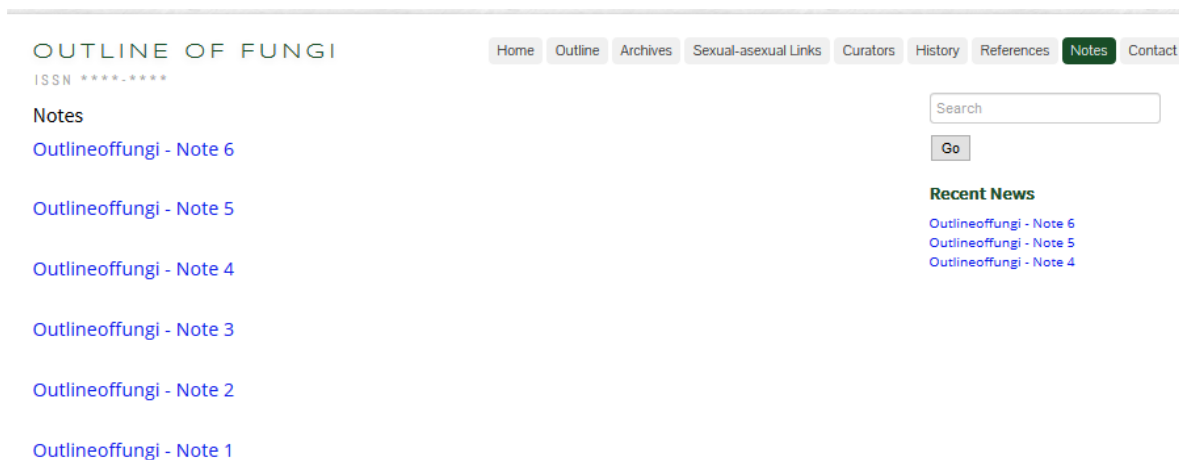 OUTLINE OF FUNGI
Home Outline Archives Sexual-asexual Links Curators History References Notes Contact
ISSN ****-****
Notes
Outlineoffungi - Note 6
Outlineoffungi - Note 5
Outlineoffungi - Note 4
Outlineoffungi - Note 3
Outlineoffungi - Note 2
Outlineoffungi - Note 1
Search
Go
Recent News
Outlineoffungi - Note 6
Outlineoffungi - Note 5
Outlineoffungi - Note 4